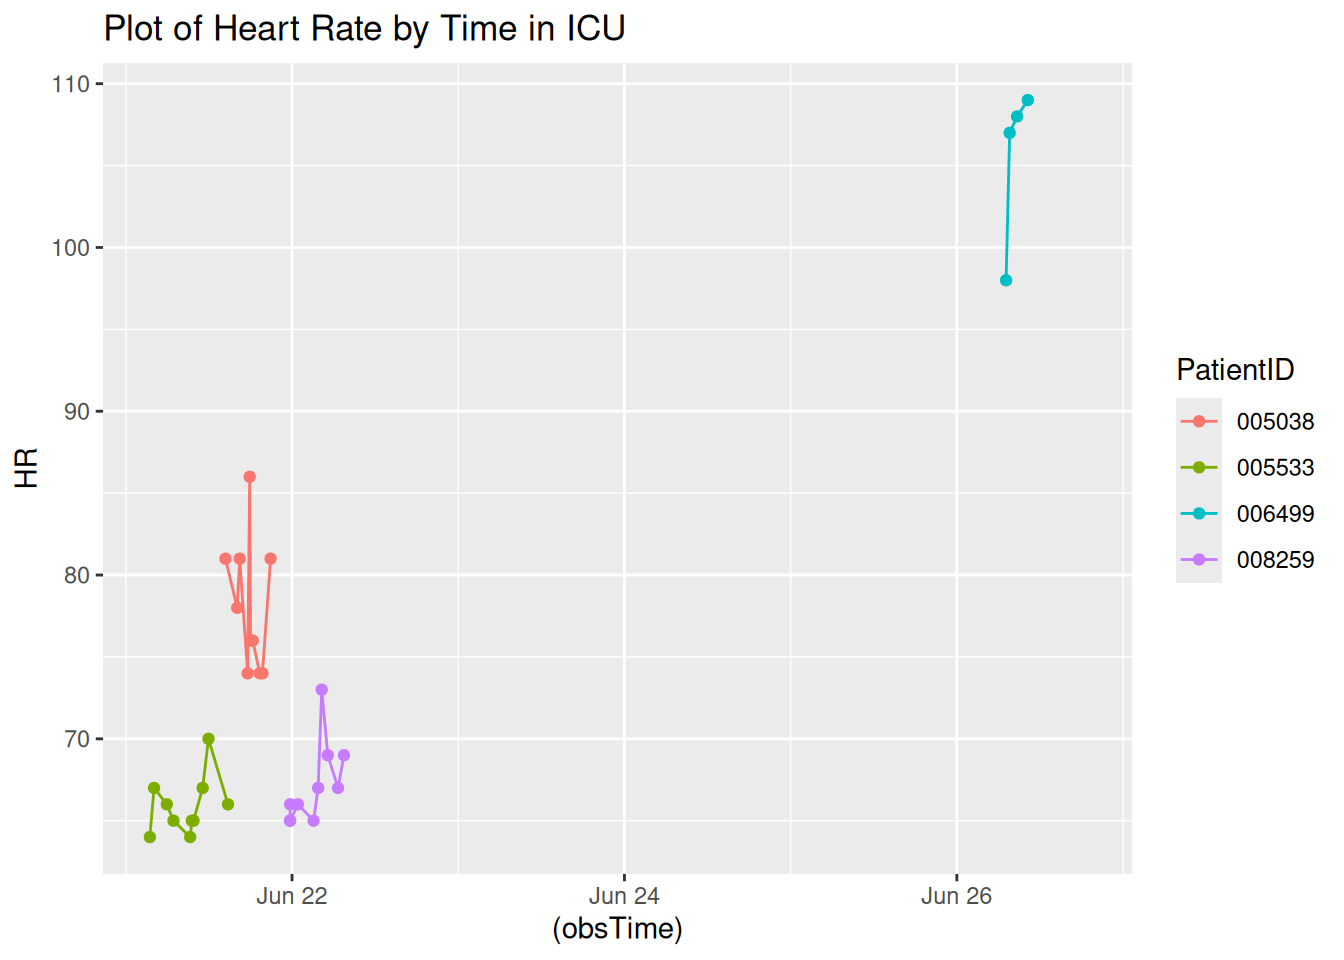 Plot of Heart Rate by Time in ICU
110
100
90
80
70
HR
Jun 22
Jun 24
Jun 26
(obsTime)
PatientID
005038
005533
006499
008259